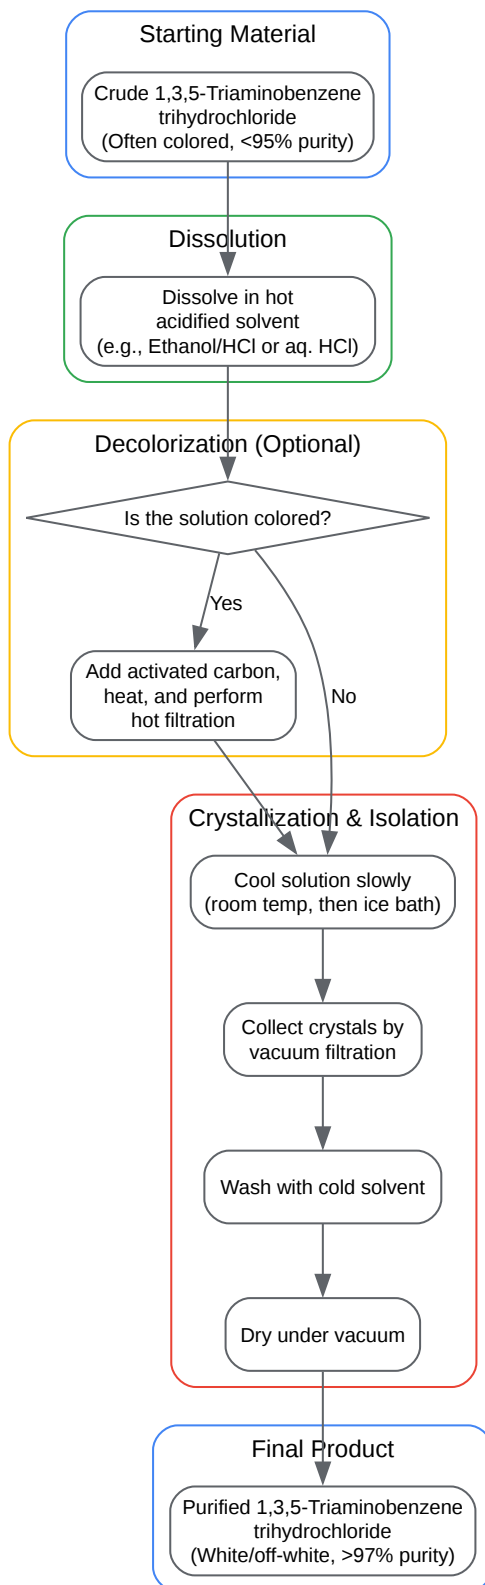 Starting Material
Crude 1,3,5-Triaminobenzene
trihydrochloride
(Often colored, <95% purity)
Dissolution
Dissolve in hot
acidified solvent
(e.g., Ethanol/HCl or aq. HCl)
Decolorization (Optional)
Is the solution colored?
Yes
Add activated carbon,
heat, and perform
hot filtration
No
Crystallization & Isolation
Cool solution slowly
(room temp, then ice bath)
Collect crystals by
vacuum filtration
Wash with cold solvent
Dry under vacuum
Final Product
Purified 1,3,5-Triaminobenzene
trihydrochloride
(White/off-white, >97% purity)